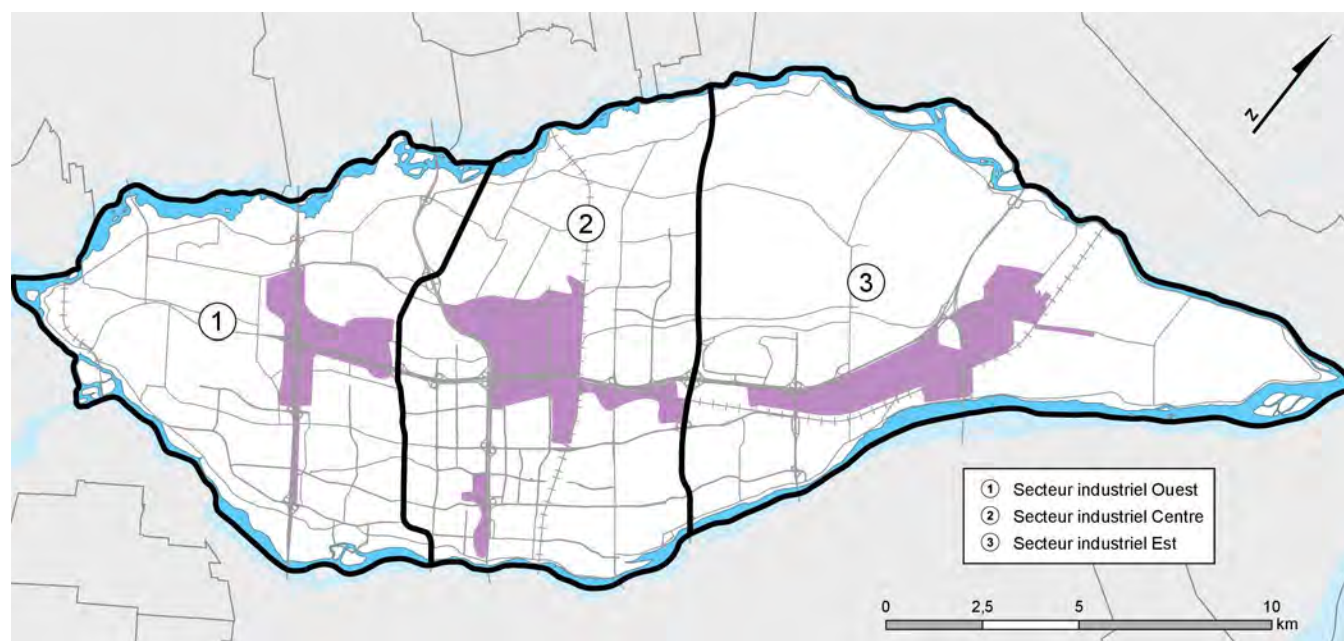 N
1
2
3
1 Secteur industriel Ouest
2 Secteur industriel Centre
3 Secteur industriel Est
0 2,5 5 10
km